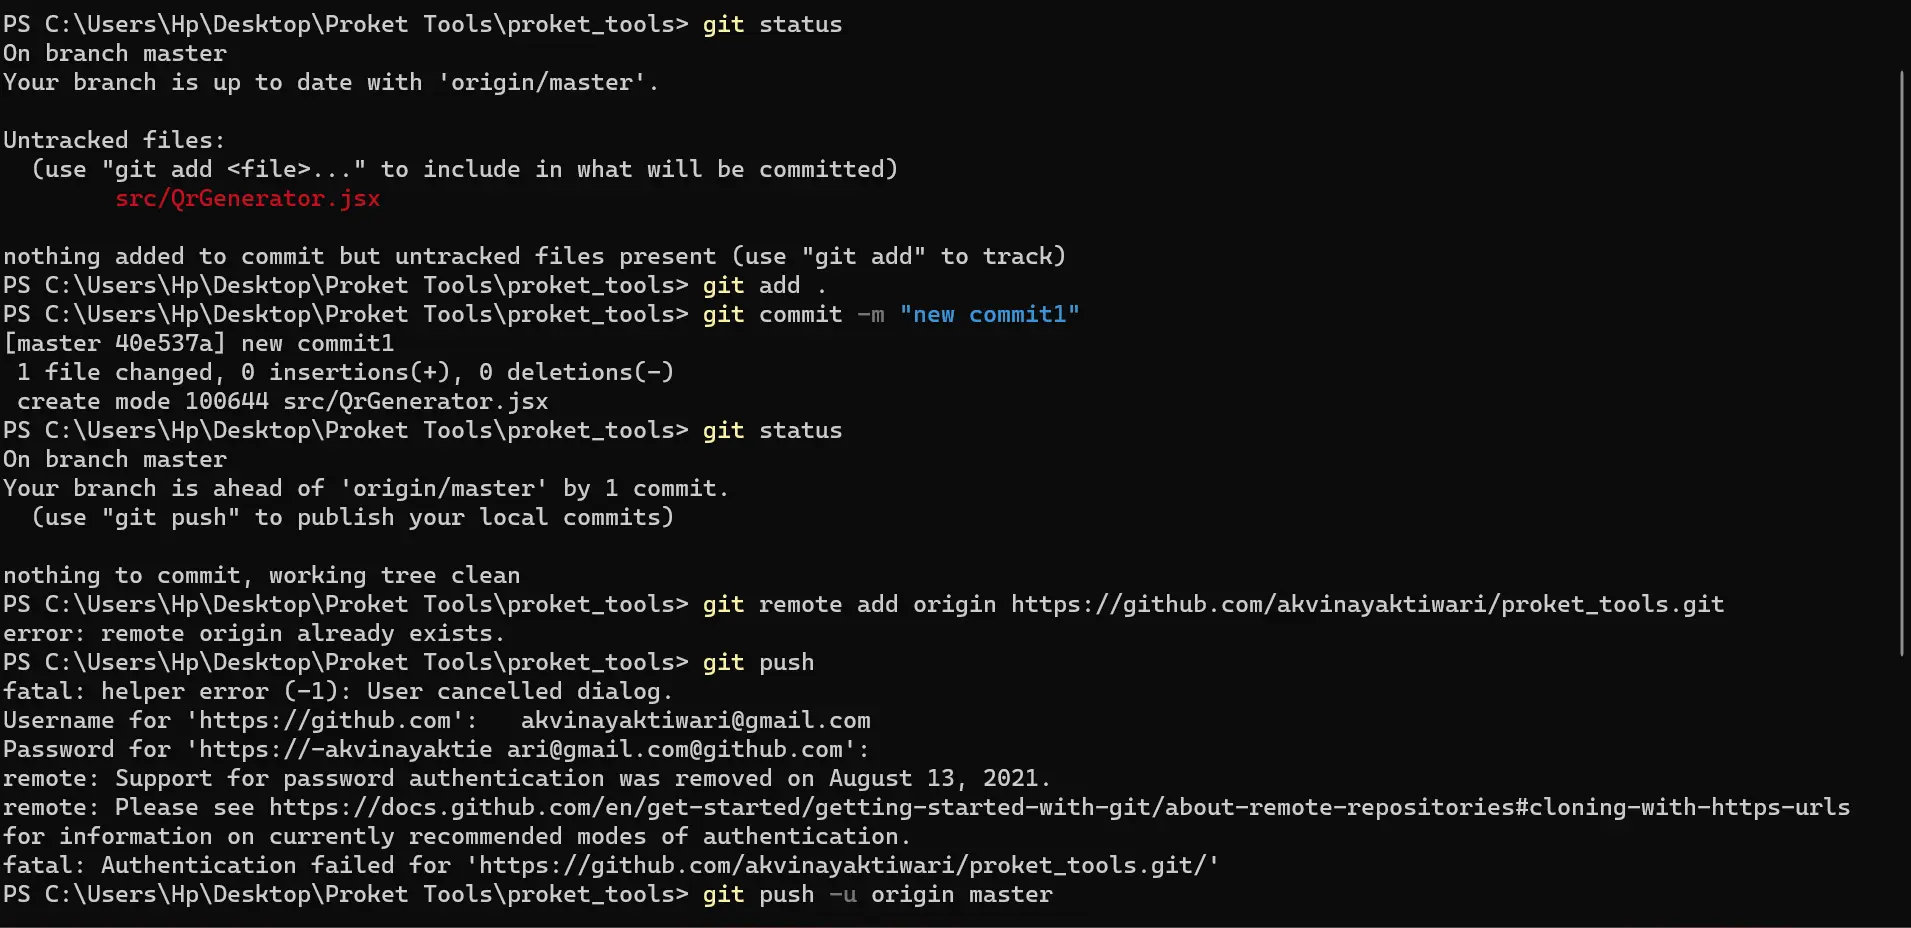 PS C:\Users\Hp\Desktop\Proket Tools\proket_tools> git status
On branch master
Your branch is up to date with 'origin/master'.
Untracked files:
  (use "git add <file>..." to include in what will be committed)
        src/QrGenerator.jsx
nothing added to commit but untracked files present (use "git add" to track)
PS C:\Users\Hp\Desktop\Proket Tools\proket_tools> git add .
PS C:\Users\Hp\Desktop\Proket Tools\proket_tools> git commit -m "new commit1"
[master 40e537a] new commit1
 1 file changed, 0 insertions(+), 0 deletions(-)
 create mode 100644 src/QrGenerator.jsx
PS C:\Users\Hp\Desktop\Proket Tools\proket_tools> git status
On branch master
Your branch is ahead of 'origin/master' by 1 commit.
  (use "git push" to publish your local commits)
nothing to commit, working tree clean
PS C:\Users\Hp\Desktop\Proket Tools\proket_tools> git remote add origin https://github.com/akvinayaktiwari/proket_tools.git
error: remote origin already exists.
PS C:\Users\Hp\Desktop\Proket Tools\proket_tools> git push
fatal: helper error (-1): User cancelled dialog.
Username for 'https://github.com':   akvinayaktiwari@gmail.com
Password for 'https://-akvinayaktie ari@gmail.com@github.com':
remote: Support for password authentication was removed on August 13, 2021.
remote: Please see https://docs.github.com/en/get-started/getting-started-with-git/about-remote-repositories#cloning-with-https-urls
for information on currently recommended modes of authentication.
fatal: Authentication failed for 'https://github.com/akvinayaktiwari/proket_tools.git/'
PS C:\Users\Hp\Desktop\Proket Tools\proket_tools> git push -u origin master